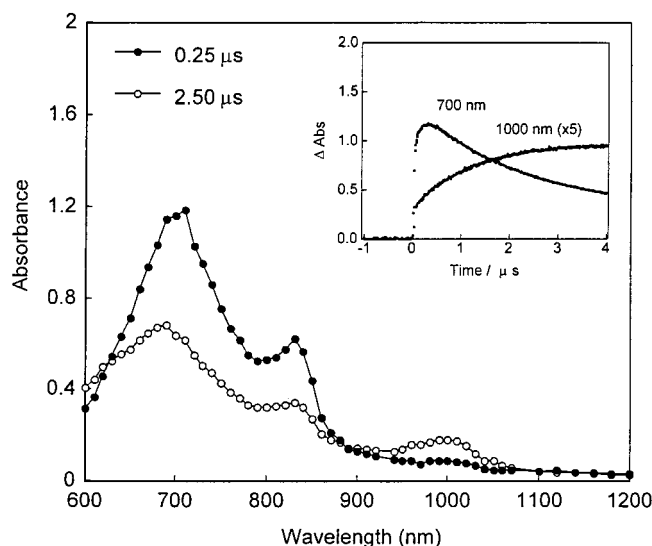 2
1.6
1.2
0.8
0.4
0
Absorbance
600 700 800 900 1000 1100 1200
Wavelength (nm)
0.25 μs
2.50 μs
2.0
1.5
1.0
0.5
0.0
Δ Abs
700 nm
1000 nm (x5)
-1 0 1 2 3 4
Time / μ s